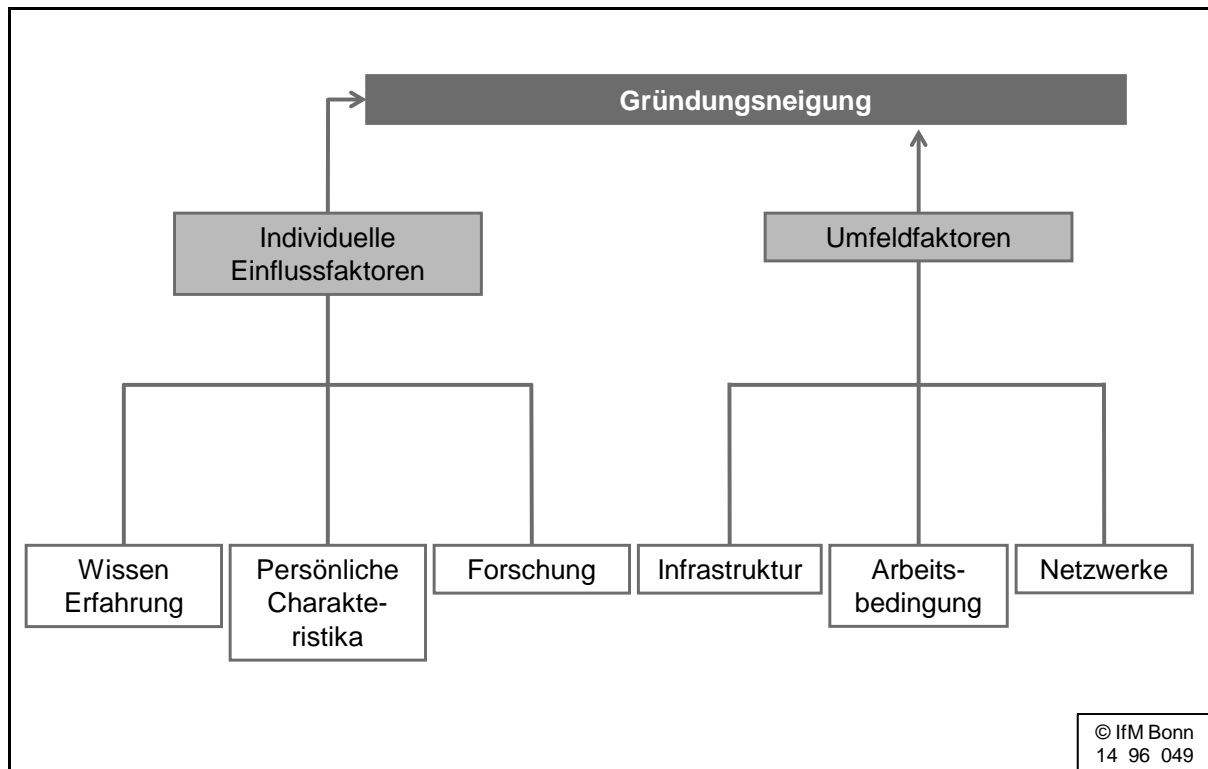 Gründungsneigung
Individuelle
Einflussfaktoren
Umfeldfaktoren
Wissen
Erfahrung
Persönliche
Charakte-
ristika
Forschung
Infrastruktur
Arbeits-
bedingung
Netzwerke
© IfM Bonn
14 96 049